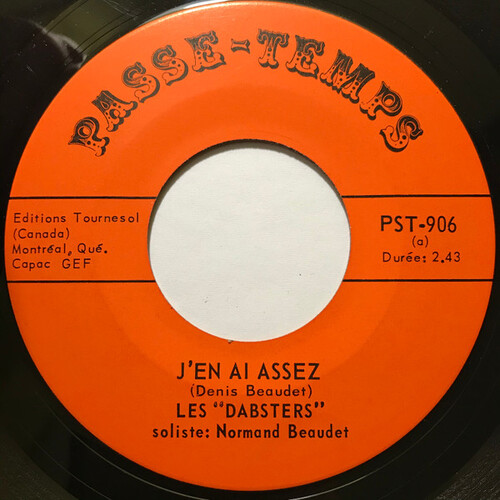 PASSE-TEMPS
Editions Tournesol
(Canada)
Montréal, Qué.
Capac GEF
PST-906
(a)
Durée: 2.43
J'EN AI ASSEZ
(Denis Beaudet)
LES "DABSTERS"
soliste: Normand Beaudet